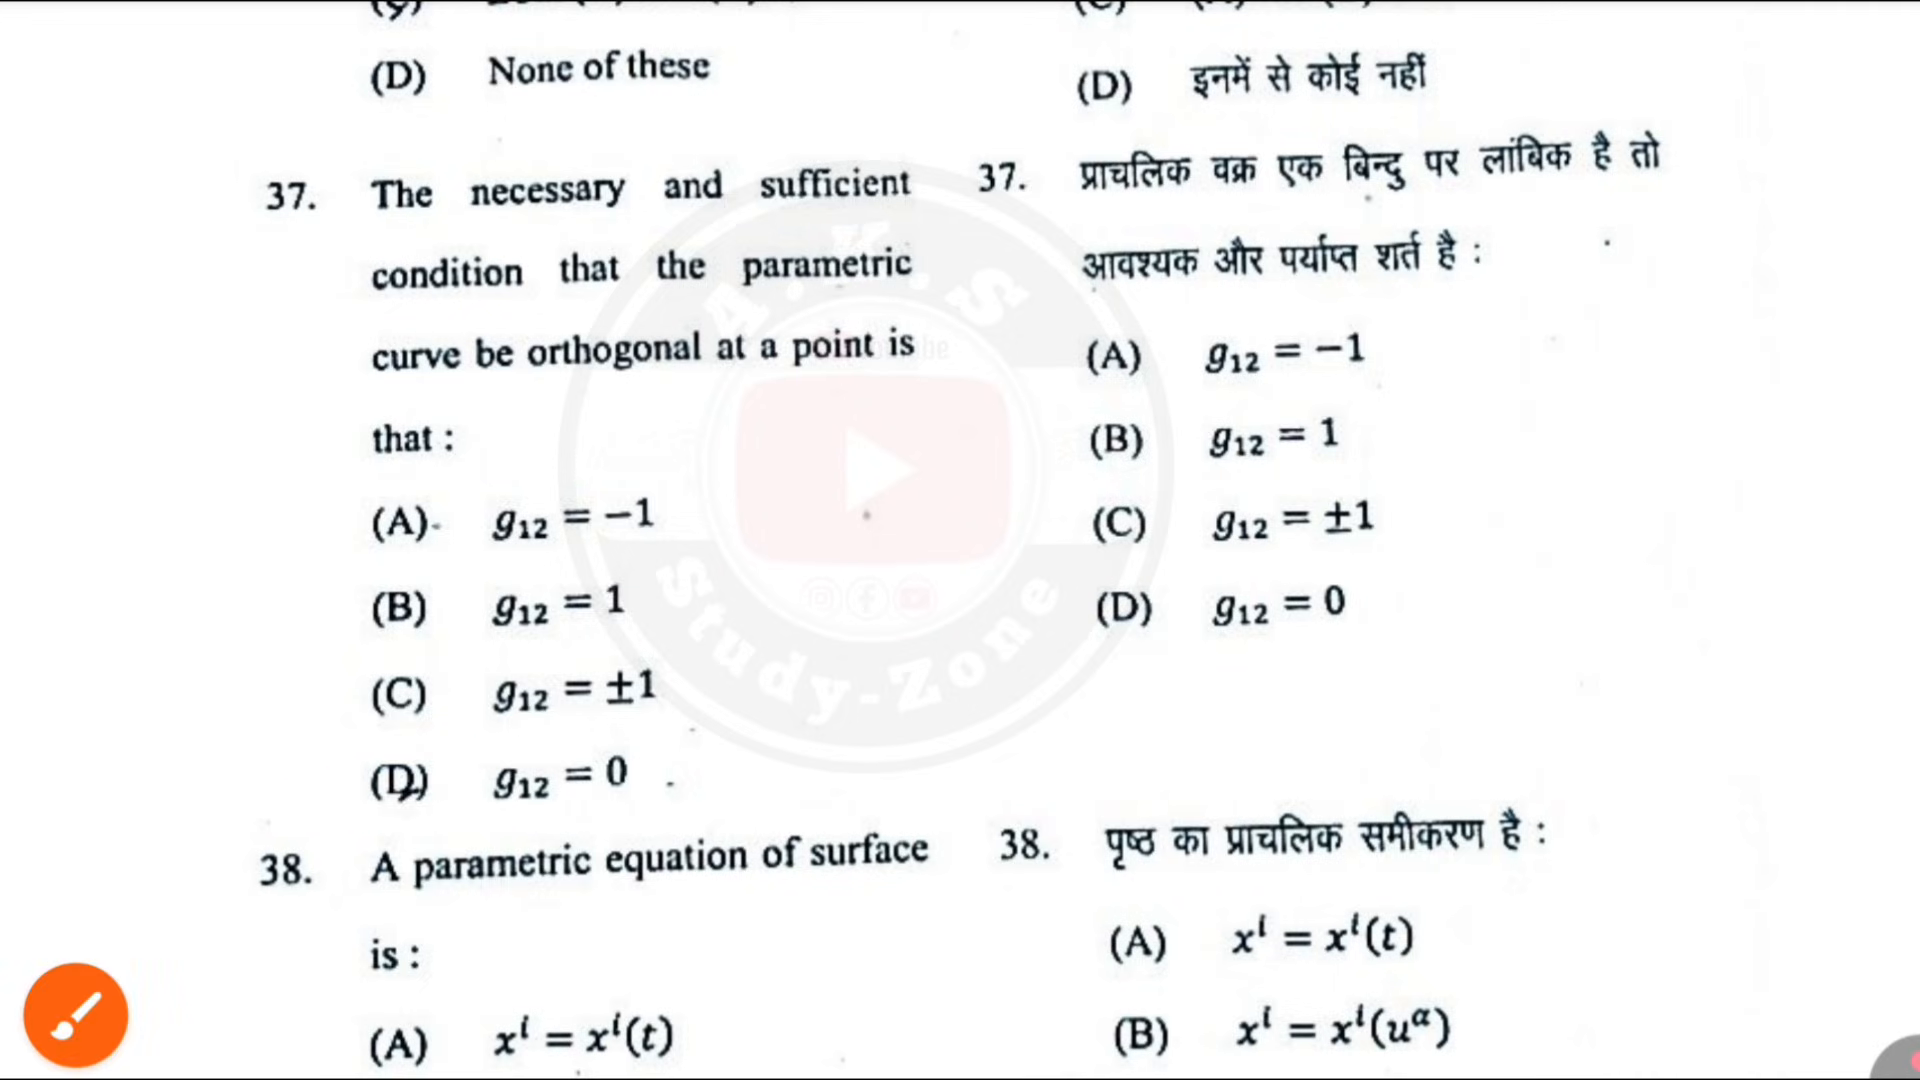 (D) None of these
37. The necessary and sufficient
condition that the parametric
curve be orthogonal at a point is
that :
(A) g₁₂ = −1
(B) g₁₂ = 1
(C) g₁₂ = ±1
(D) g₁₂ = 0
38. A parametric equation of surface
is :
(A) xⁱ = xⁱ(t)
(C)
(D) इनमें से कोई नहीं
37. प्राचलिक वक्र एक बिन्दु पर लांबिक है तो
आवश्यक और पर्याप्त शर्त है :
(A) g₁₂ = −1
(B) g₁₂ = 1
(C) g₁₂ = ±1
(D) g₁₂ = 0
38. पृष्ठ का प्राचलिक समीकरण है :
(A) xⁱ = xⁱ(t)
(B) xⁱ = xⁱ(uᵅ)
A.K.S
Study-Zone